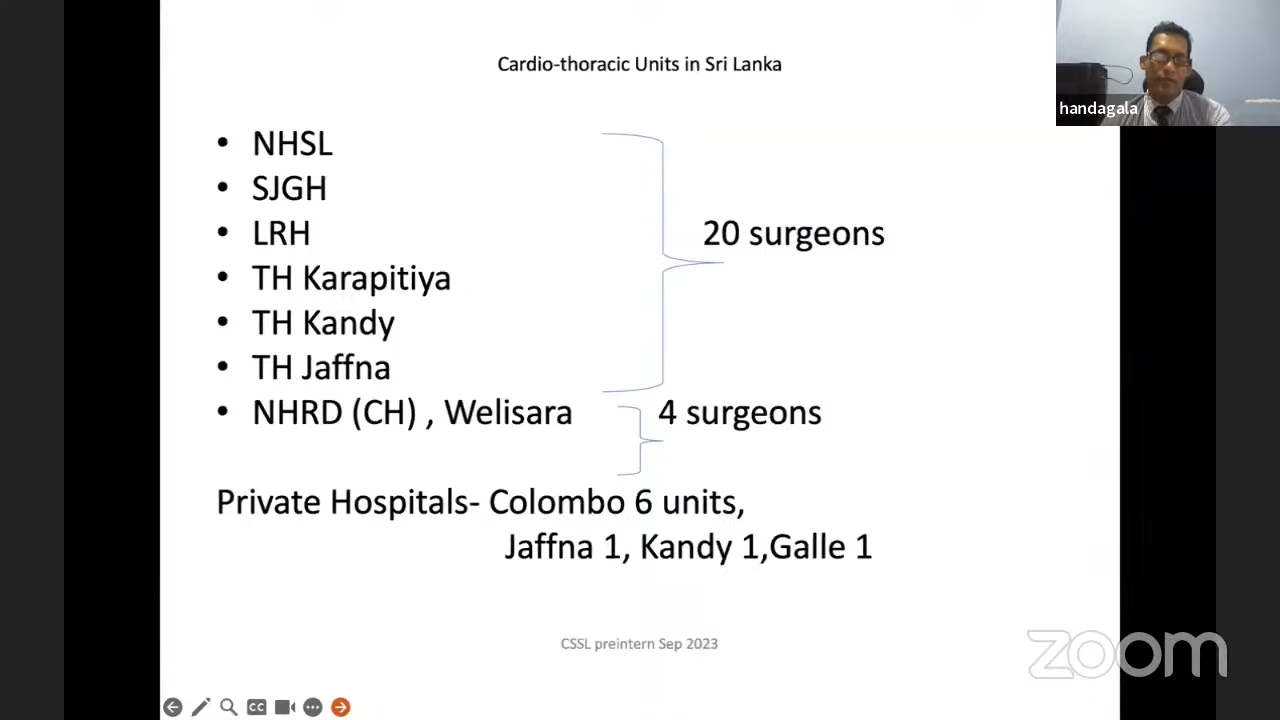 Cardio-thoracic Units in Sri Lanka
handagala
• NHSL
• SJGH
• LRH
20 surgeons
• TH Karapitiya
• TH Kandy
• TH Jaffna
• NHRD (CH) , Welisara
4 surgeons
Private Hospitals- Colombo 6 units,
Jaffna 1, Kandy 1,Galle 1
CSSL preintern Sep 2023
zoom
CC